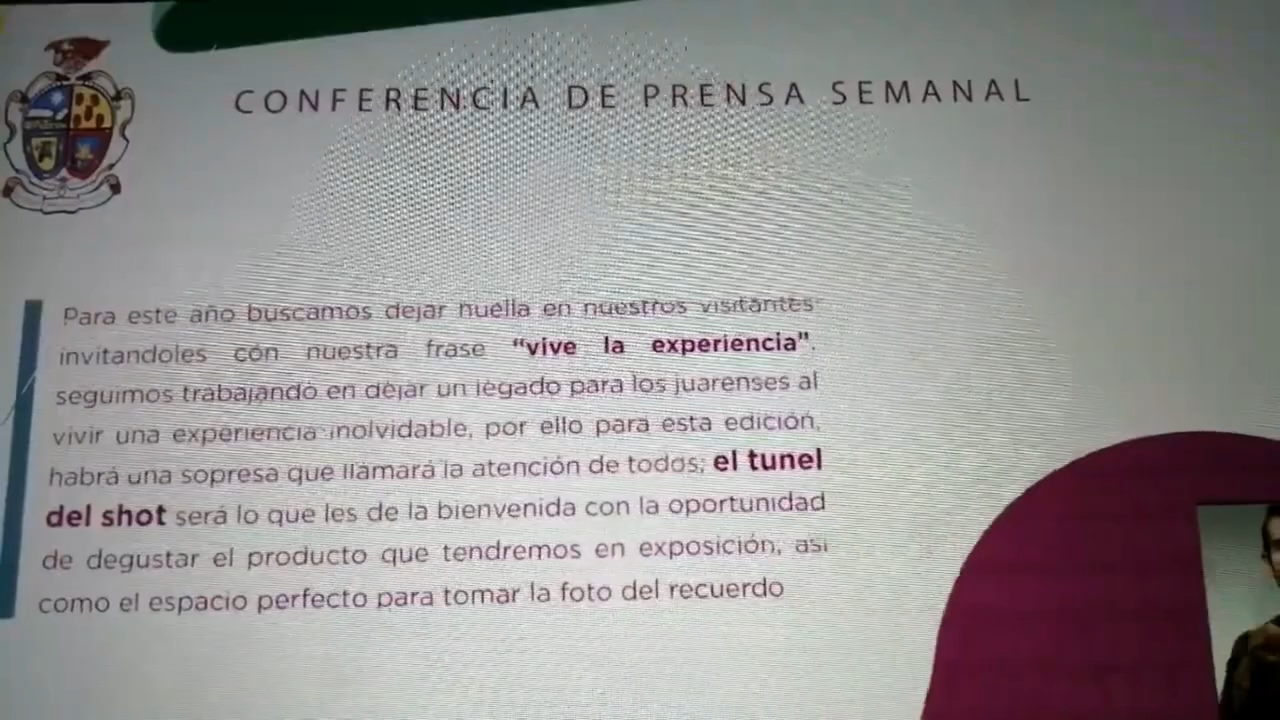 CONFERENCIA DE PRENSA SEMANAL
Para este año buscamos dejar huella en nuestros visitantes
invitandoles con nuestra frase “vive la experiencia”.
seguimos trabajando en dejar un legado para los juarenses al
vivir una experiencia inolvidable, por ello para esta edición,
habrá una sopresa que llamará la atención de todos; el tunel
del shot será lo que les de la bienvenida con la oportunidad
de degustar el producto que tendremos en exposición, asi
como el espacio perfecto para tomar la foto del recuerdo